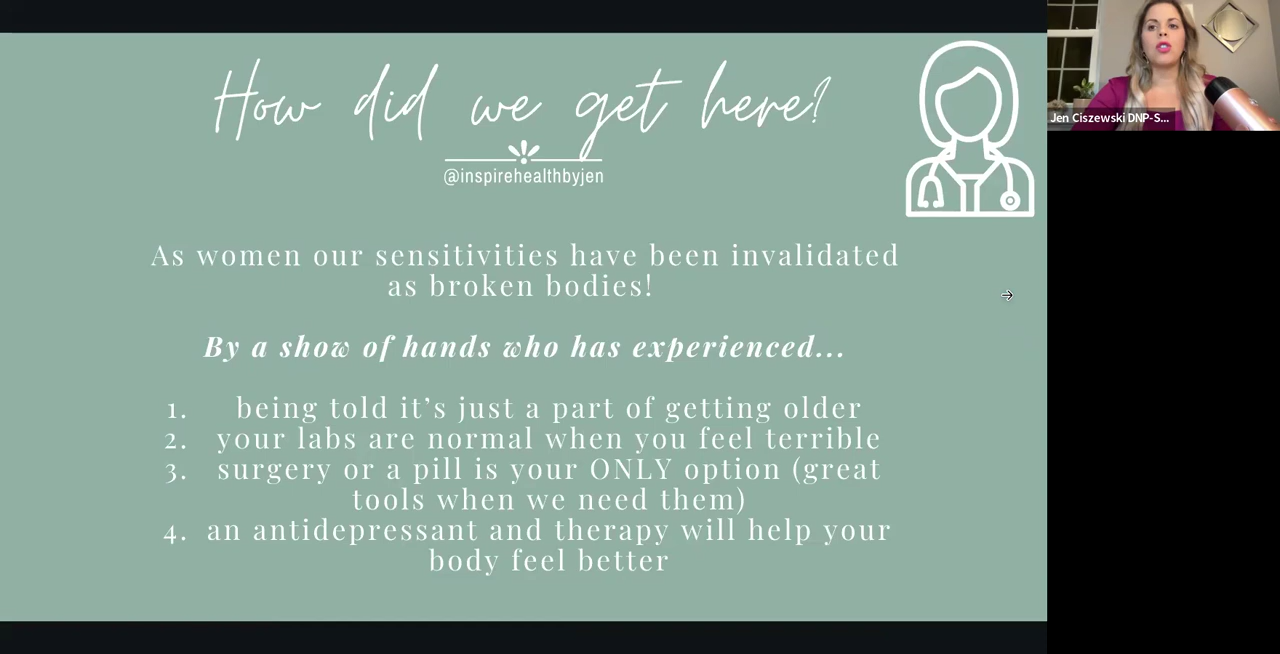 How did we get here?
@inspirehealthbyjen
As women our sensitivities have been invalidated
as broken bodies!
By a show of hands who has experienced...
1. being told it’s just a part of getting older
2. your labs are normal when you feel terrible
3. surgery or a pill is your ONLY option (great
tools when we need them)
4. an antidepressant and therapy will help your
body feel better
Jen Ciszewski DNP-S...